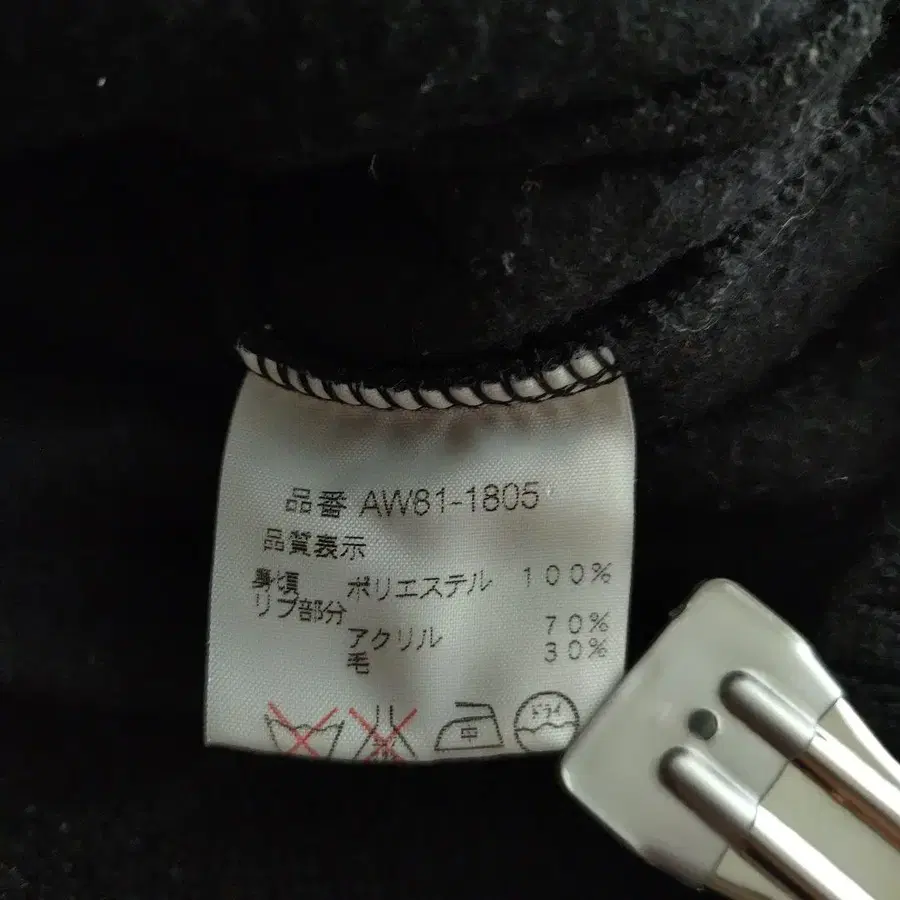 品番 AW81-1805
品質表示
身頃 ポリエステル 100%
リブ部分
アクリル 70%
毛 30%
中 ドライ